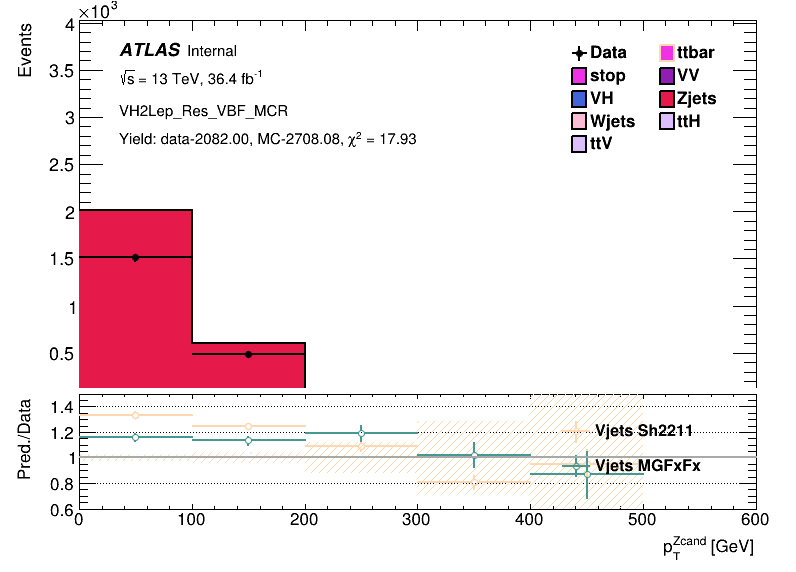 ×10³
Events
4
3.5
3
2.5
2
1.5
1
0.5
ATLAS Internal
√s = 13 TeV, 36.4 fb⁻¹
VH2Lep_Res_VBF_MCR
Yield: data-2082.00, MC-2708.08, χ² = 17.93
Data ttbar
stop VV
VH Zjets
Wjets ttH
ttV
Pred./Data
1.4
1.2
1
0.8
0.6
Vjets Sh2211
Vjets MGFxFx
0 100 200 300 400 500 600
p_T^Zcand [GeV]